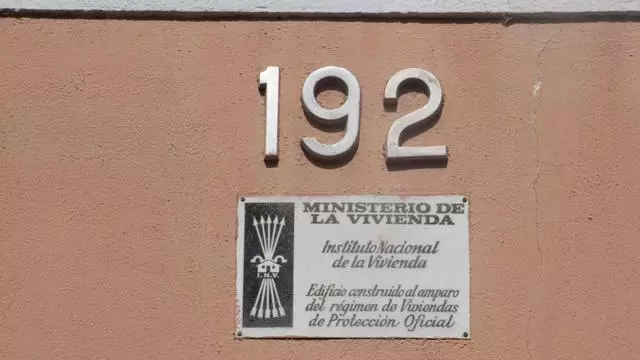 192
MINISTERIO DE
LA VIVIENDA
Instituto Nacional
de la Vivienda
I.N.V.
Edificio construido al amparo
del régimen de Viviendas
de Protección Oficial